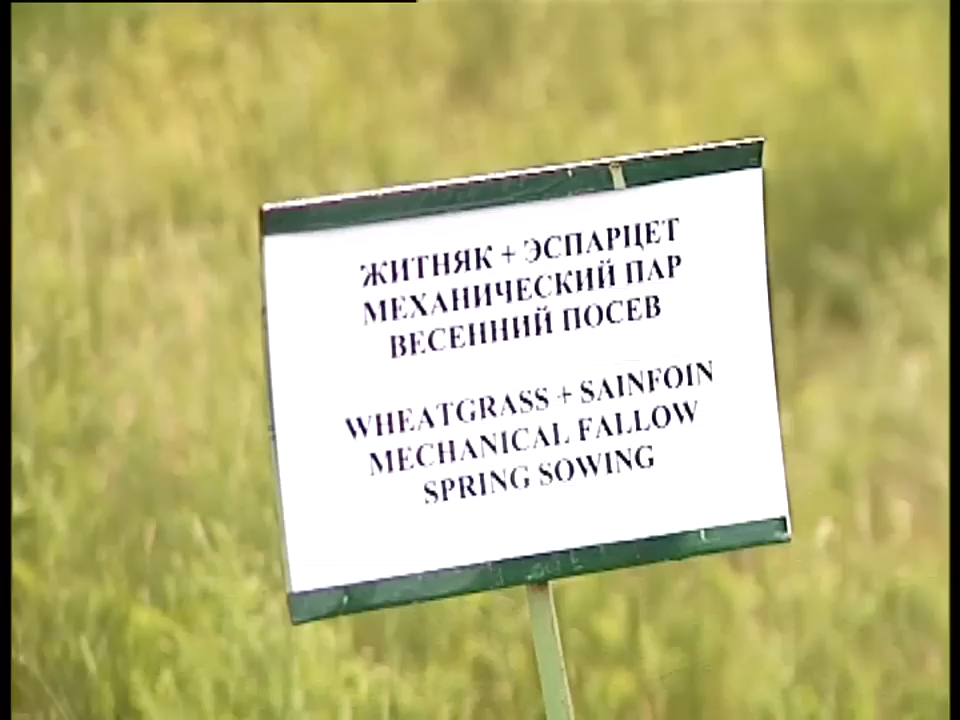 ЖИТНЯК + ЭСПАРЦЕТ
МЕХАНИЧЕСКИЙ ПАР
ВЕСЕННИЙ ПОСЕВ
WHEATGRASS + SAINFOIN
MECHANICAL FALLOW
SPRING SOWING